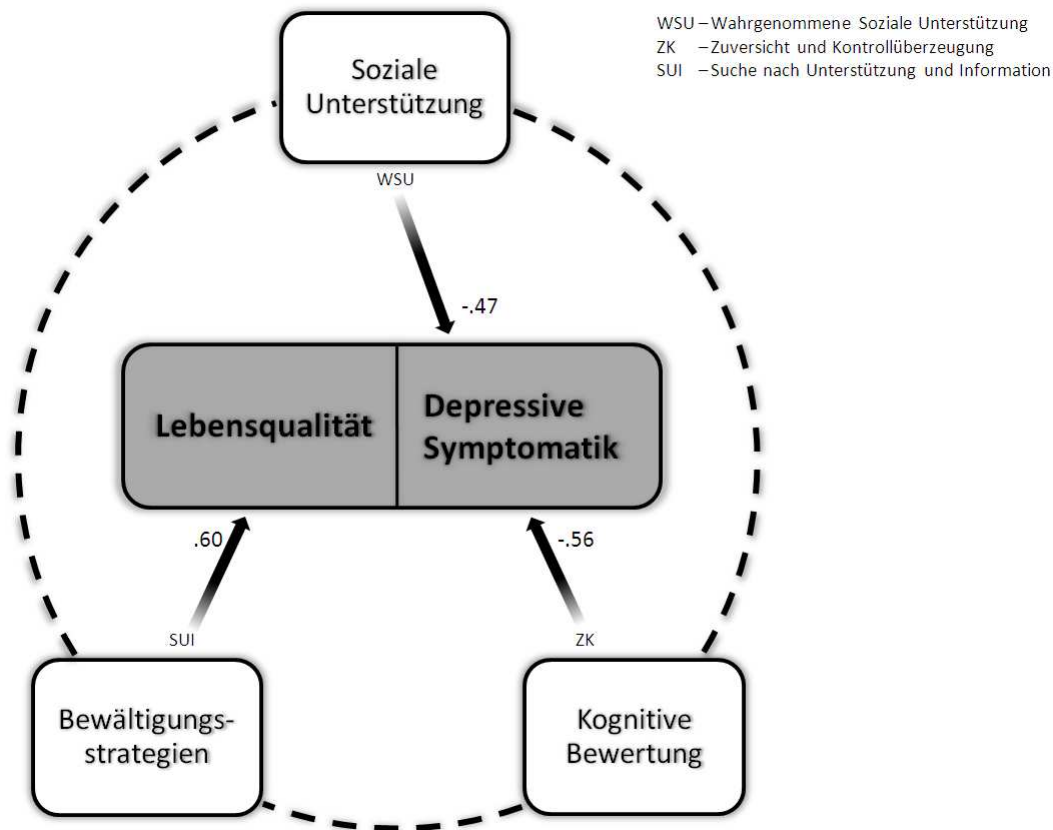 WSU – Wahrgenommene Soziale Unterstützung
ZK – Zuversicht und Kontrollüberzeugung
SUI – Suche nach Unterstützung und Information
Soziale
Unterstützung
WSU
-.47
Lebensqualität
Depressive
Symptomatik
.60
-.56
SUI
ZK
Bewältigungs-
strategien
Kognitive
Bewertung